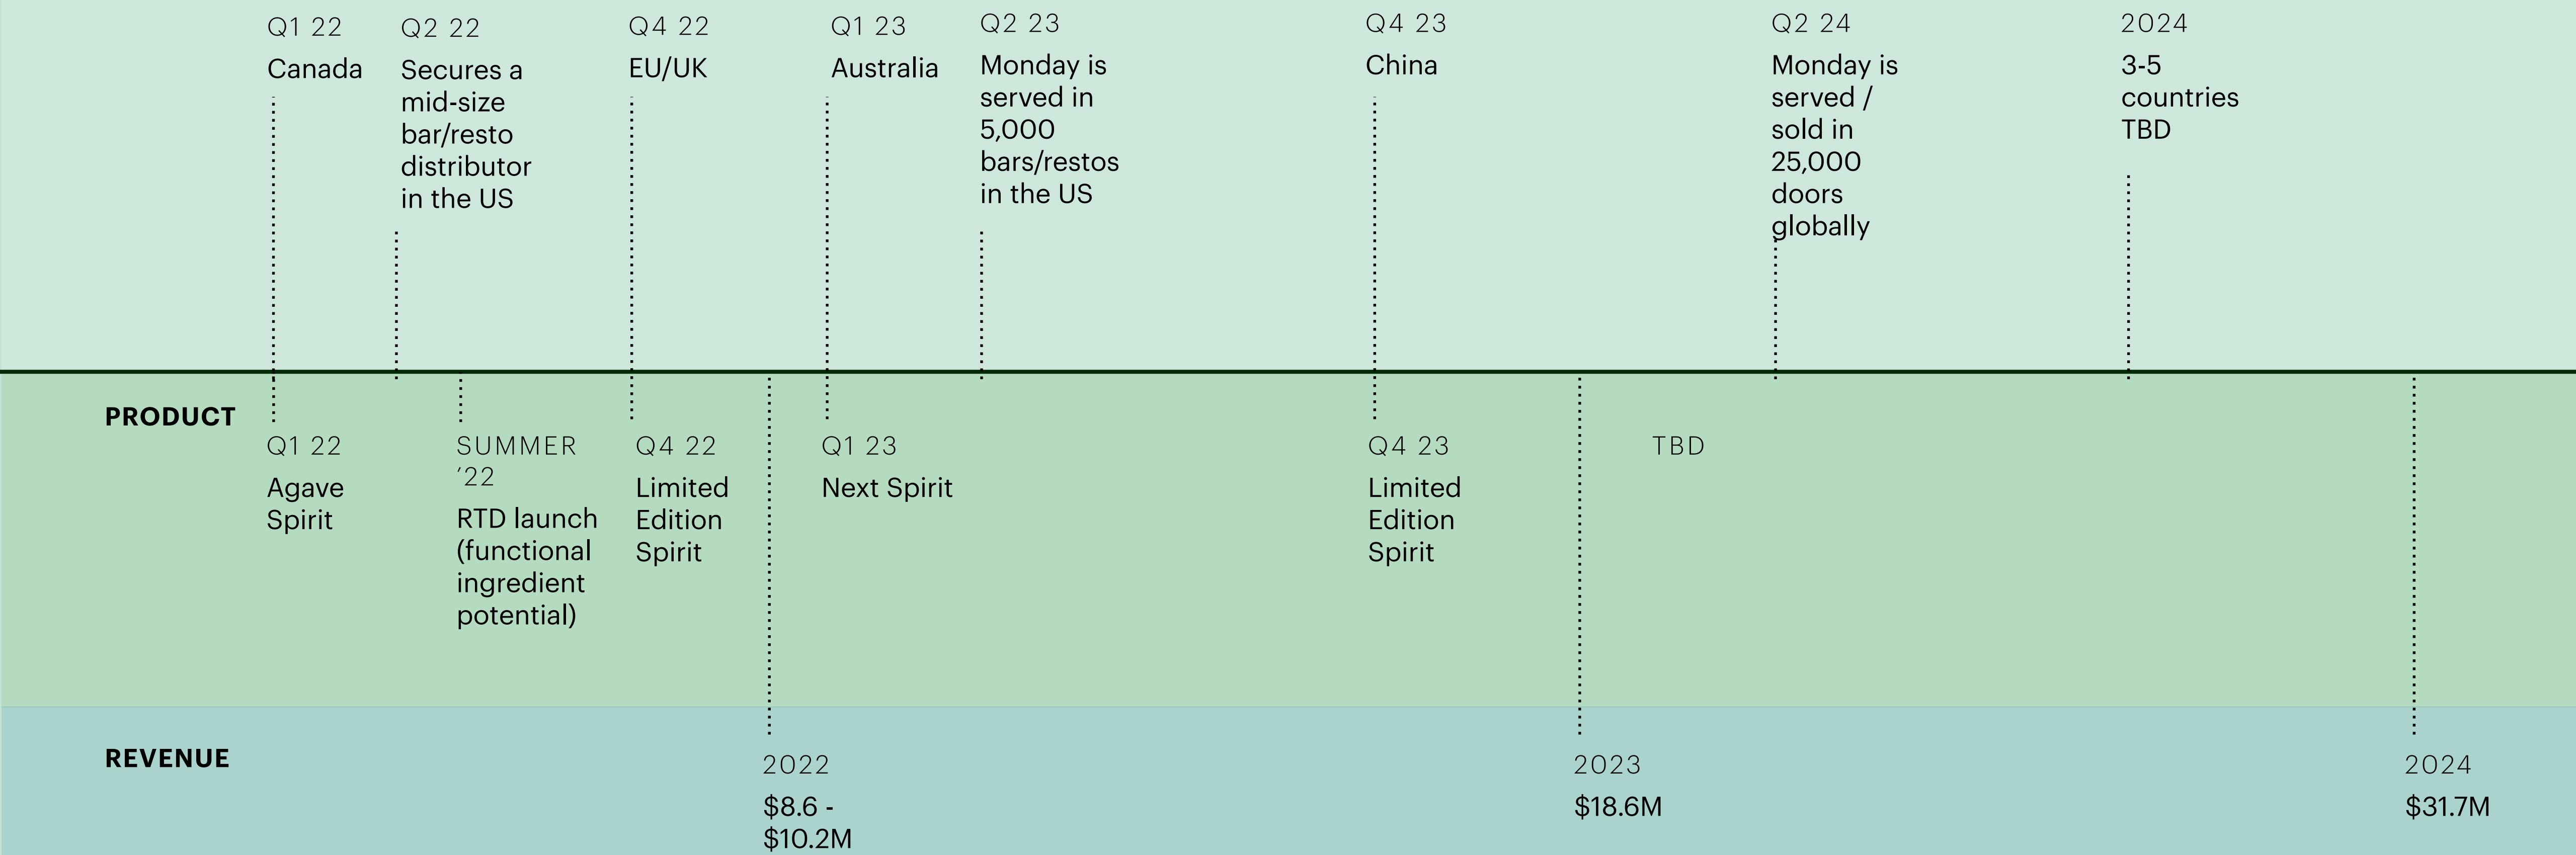 Q1 22
Canada
Q2 22
Secures a
mid-size
bar/resto
distributor
in the US
Q4 22
EU/UK
Q1 23
Australia
Q2 23
Monday is
served in
5,000
bars/restos
in the US
Q4 23
China
Q2 24
Monday is
served /
sold in
25,000
doors
globally
2024
3-5
countries
TBD
PRODUCT
Q1 22
Agave
Spirit
SUMMER
’22
RTD launch
(functional
ingredient
potential)
Q4 22
Limited
Edition
Spirit
Q1 23
Next Spirit
Q4 23
Limited
Edition
Spirit
TBD
REVENUE
2022
$8.6 -
$10.2M
2023
$18.6M
2024
$31.7M